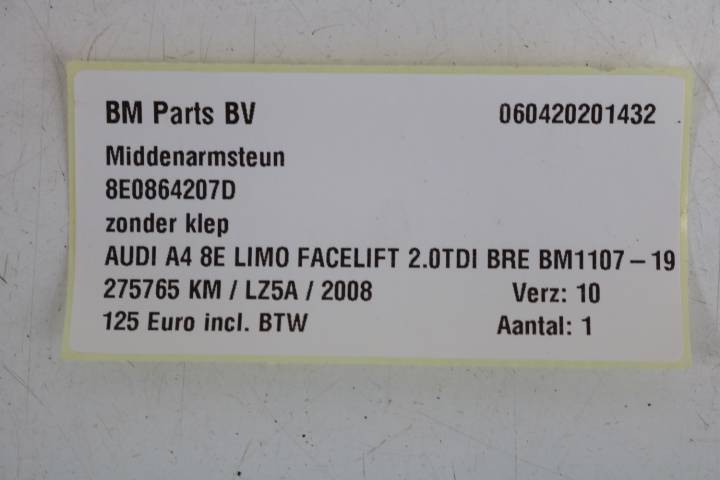 BM Parts BV 060420201432
Middenarmsteun
8E0864207D
zonder klep
AUDI A4 8E LIMO FACELIFT 2.0TDI BRE BM1107-19
275765 KM / LZ5A / 2008 Verz: 10
125 Euro incl. BTW Aantal: 1